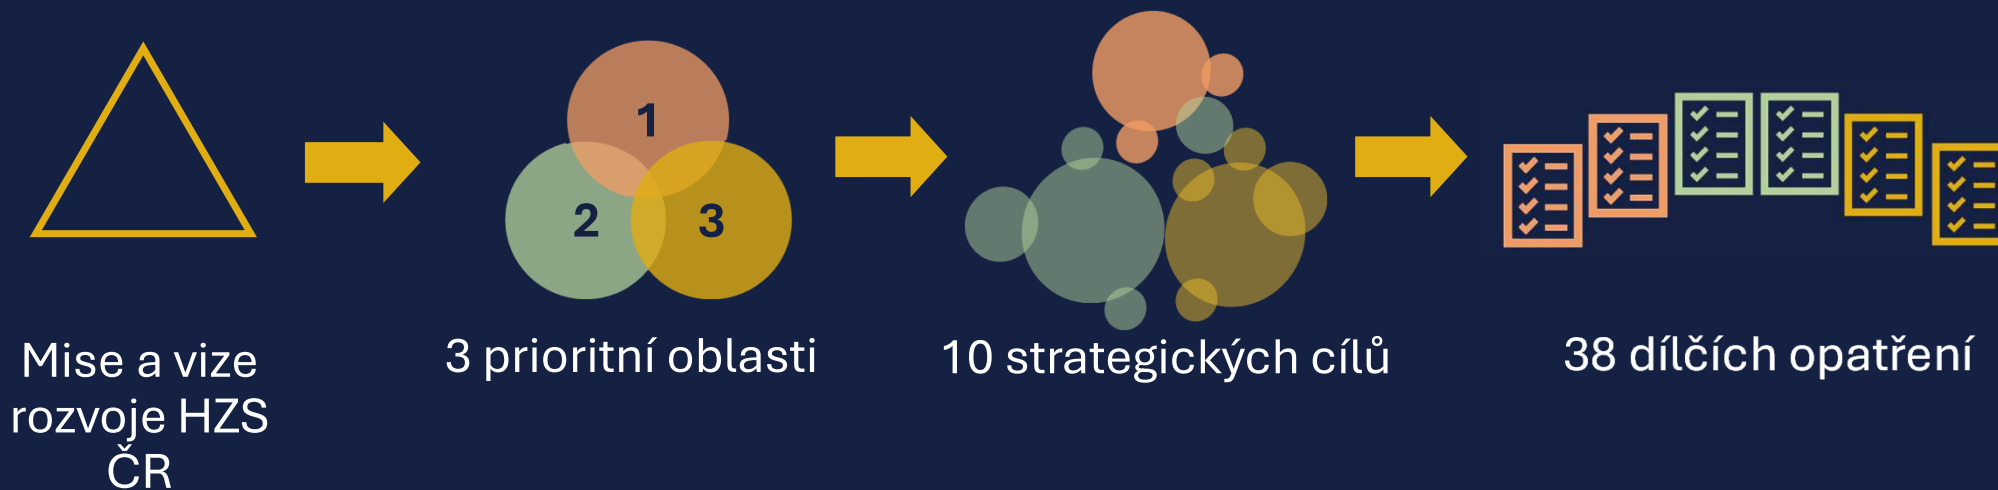 1
2
3
Mise a vize
rozvoje HZS
ČR
3 prioritní oblasti
10 strategických cílů
38 dílčích opatření